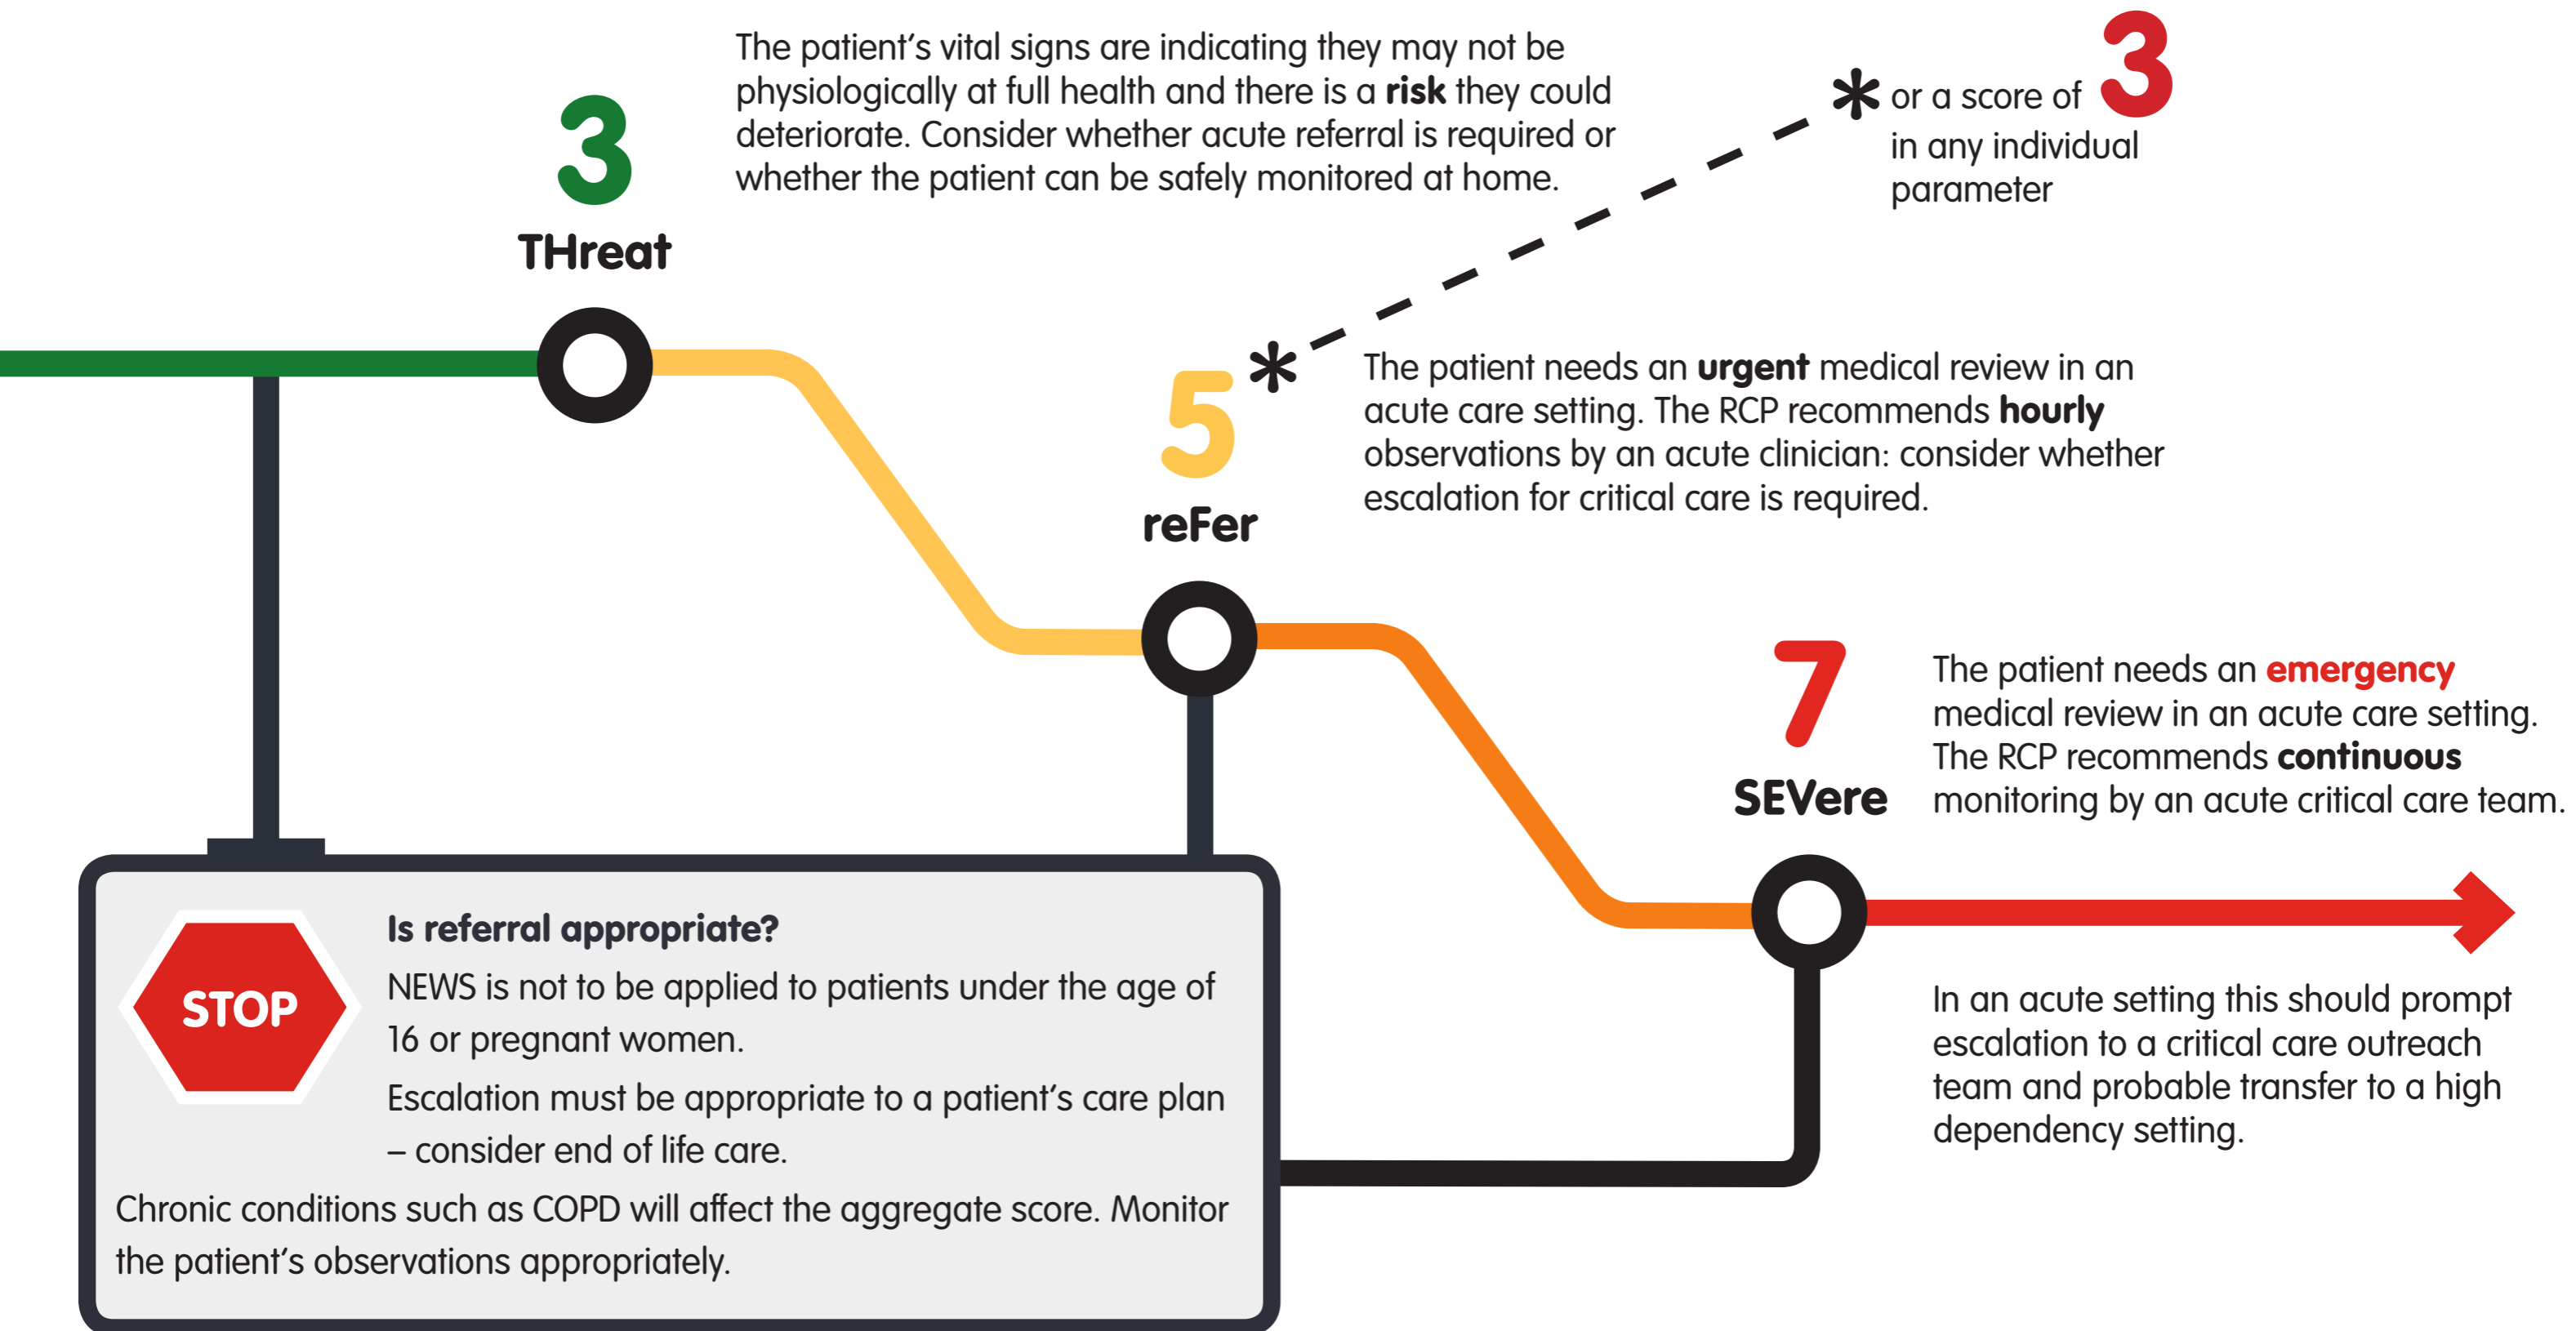 3
THreat
The patient's vital signs are indicating they may not be
physiologically at full health and there is a risk they could
deteriorate. Consider whether acute referral is required or
whether the patient can be safely monitored at home.
* or a score of 3
in any individual
parameter
5*
reFer
The patient needs an urgent medical review in an
acute care setting. The RCP recommends hourly
observations by an acute clinician: consider whether
escalation for critical care is required.
7
SEVere
The patient needs an emergency
medical review in an acute care setting.
The RCP recommends continuous
monitoring by an acute critical care team.
In an acute setting this should prompt
escalation to a critical care outreach
team and probable transfer to a high
dependency setting.
STOP
Is referral appropriate?
NEWS is not to be applied to patients under the age of
16 or pregnant women.
Escalation must be appropriate to a patient's care plan
– consider end of life care.
Chronic conditions such as COPD will affect the aggregate score. Monitor
the patient's observations appropriately.